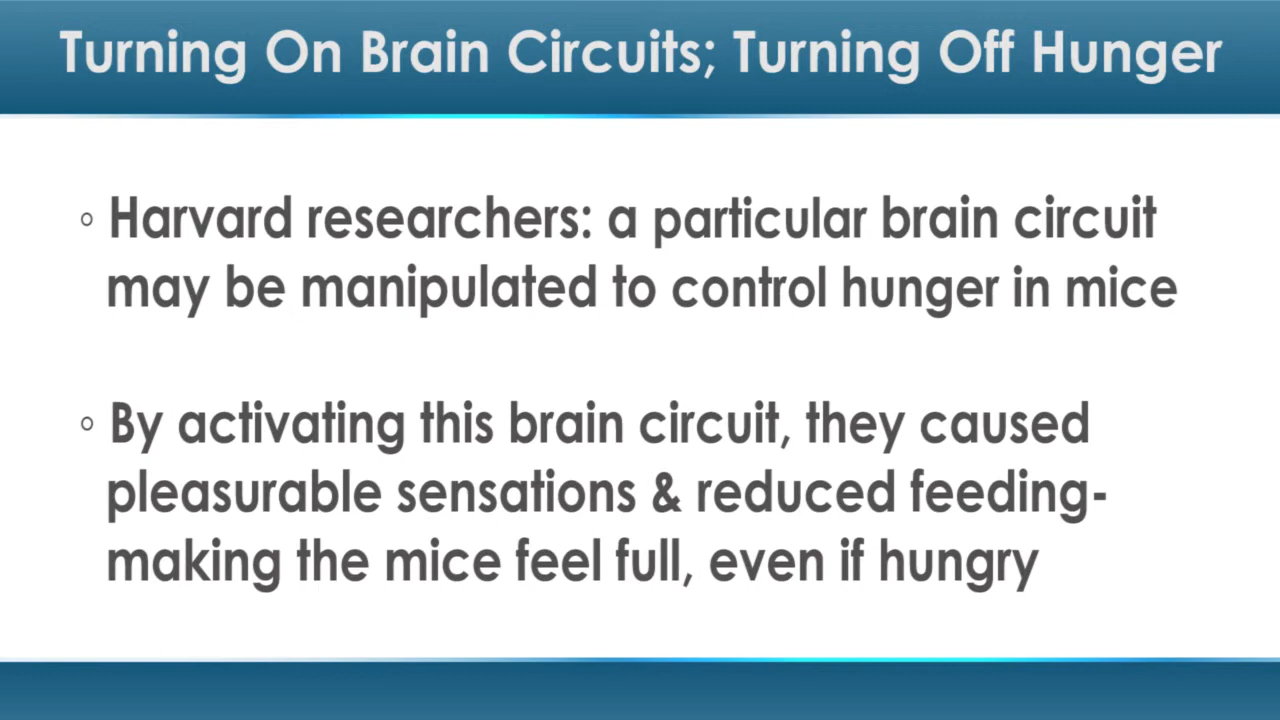 Turning On Brain Circuits; Turning Off Hunger
◦ Harvard researchers: a particular brain circuit
may be manipulated to control hunger in mice
◦ By activating this brain circuit, they caused
pleasurable sensations & reduced feeding-
making the mice feel full, even if hungry